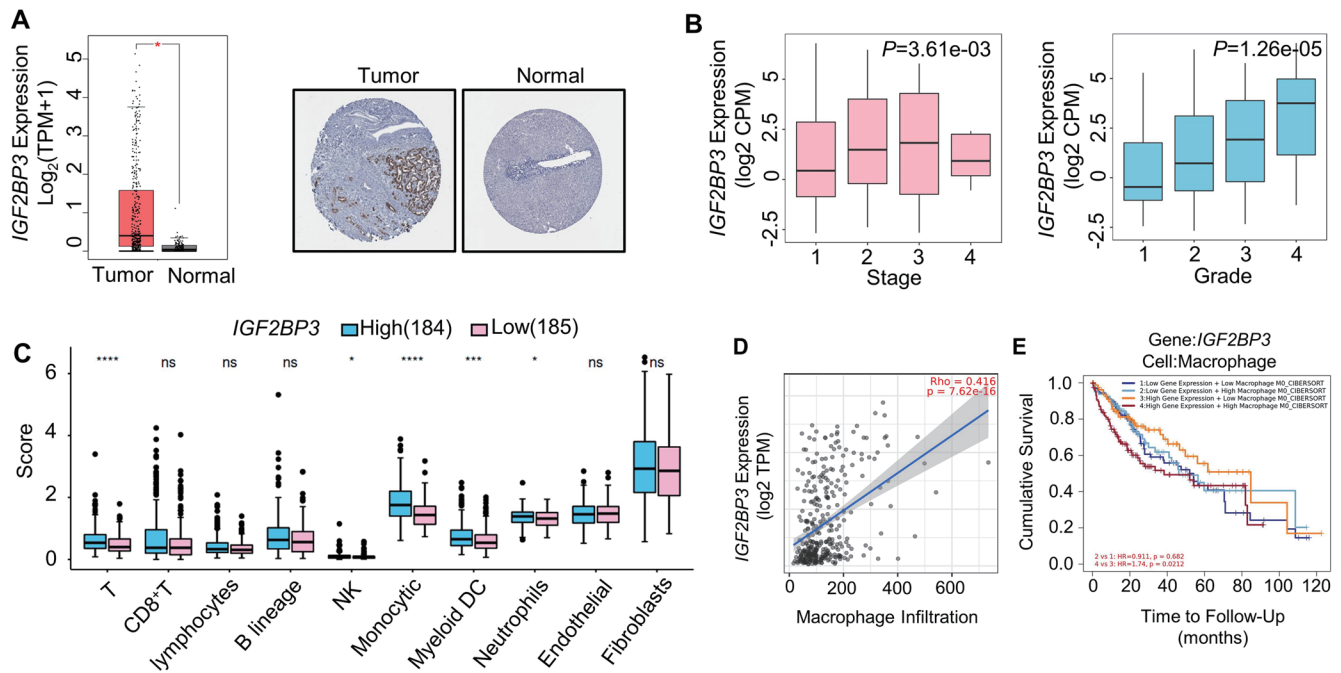 A
IGF2BP3 Expression
Log2(TPM+1)
5
4
3
2
1
0
*
Tumor Normal
Tumor
Normal
B
IGF2BP3 Expression
(log2 CPM)
P=3.61e-03
5
2.5
0
-2.5
1 2 3 4
Stage
IGF2BP3 Expression
(log2 CPM)
P=1.26e-05
5
2.5
0
-2.5
1 2 3 4
Grade
C
IGF2BP3 High(184) Low(185)
Score
6
4
2
0
**** ns ns ns * **** *** * ns ns
T
CD8+T
lymphocytes
B lineage
NK
Monocytic
Myeloid DC
Neutrophils
Endothelial
Fibroblasts
D
IGF2BP3 Expression
(log2 TPM)
Rho = 0.416
p = 7.62e-16
0 200 400 600
Macrophage Infiltration
E
Gene:IGF2BP3
Cell:Macrophage
1:Low Gene Expression + Low Macrophage M0_CIBERSORT
2:Low Gene Expression + High Macrophage M0_CIBERSORT
3:High Gene Expression + Low Macrophage M0_CIBERSORT
4:High Gene Expression + High Macrophage M0_CIBERSORT
Cumulative Survival
1.0
0.8
0.6
0.4
0.2
0
2 vs 1: HR=0.911, p = 0.682
4 vs 3: HR=1.74, p = 0.0212
0 20 40 60 80 100 120
Time to Follow-Up
(months)